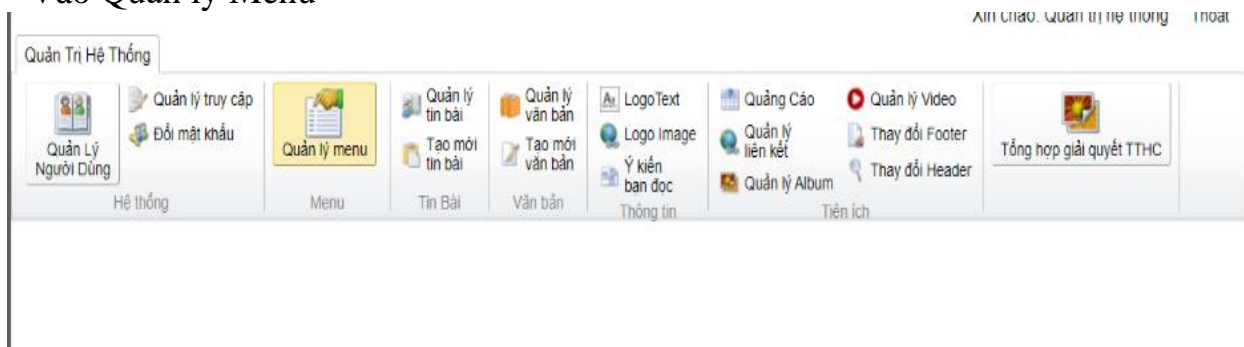 Vào Quản lý Menu
Xin chào: Quản trị hệ thống Thoát
Quản Trị Hệ Thống
Quản Lý
Người Dùng
Quản lý truy cập
Đổi mật khẩu
Hệ thống
Quản lý menu
Menu
Quản lý
tin bài
Tạo mới
tin bài
Tin Bài
Quản lý
văn bản
Tạo mới
văn bản
Văn bản
LogoText
Logo Image
Ý kiến
bạn đọc
Thông tin
Quảng Cáo
Quản lý
liên kết
Quản lý Album
Quản lý Video
Thay đổi Footer
Thay đổi Header
Tiện ích
Tổng hợp giải quyết TTHC